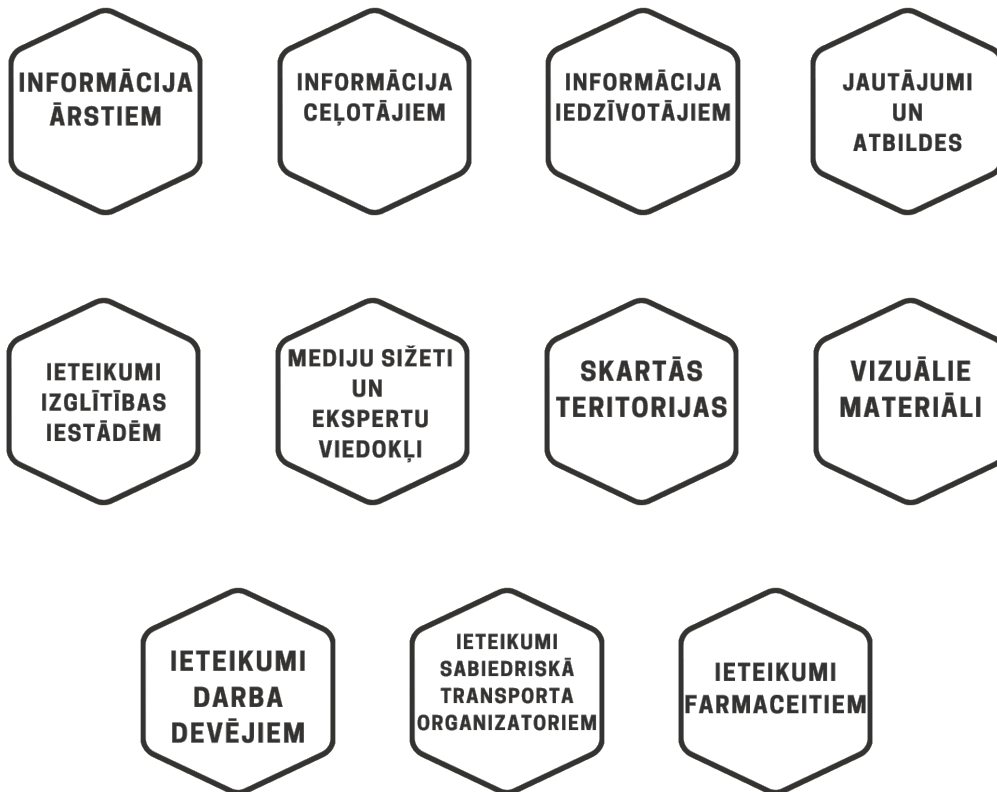 INFORMĀCIJA
ĀRSTIEM
INFORMĀCIJA
CEĻOTĀJIEM
INFORMĀCIJA
IEDZĪVOTĀJIEM
JAUTĀJUMI
UN
ATBILDES
IETEIKUMI
IZGLĪTĪBAS
IESTĀDĒM
MEDIJU SIŽETI
UN
EKSPERTU
VIEDOKĻI
SKARTĀS
TERITORIJAS
VIZUĀLIE
MATERIĀLI
IETEIKUMI
DARBA
DEVĒJIEM
IETEIKUMI
SABIEDRISKĀ
TRANSPORTA
ORGANIZATORIEM
IETEIKUMI
FARMACEITIEM